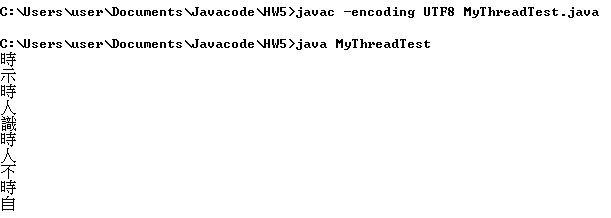 C:\Users\user\Documents\Javacode\HW5>javac -encoding UTF8 MyThreadTest.java
C:\Users\user\Documents\Javacode\HW5>java MyThreadTest
時
示
時
人
識
時
人
不
時
自